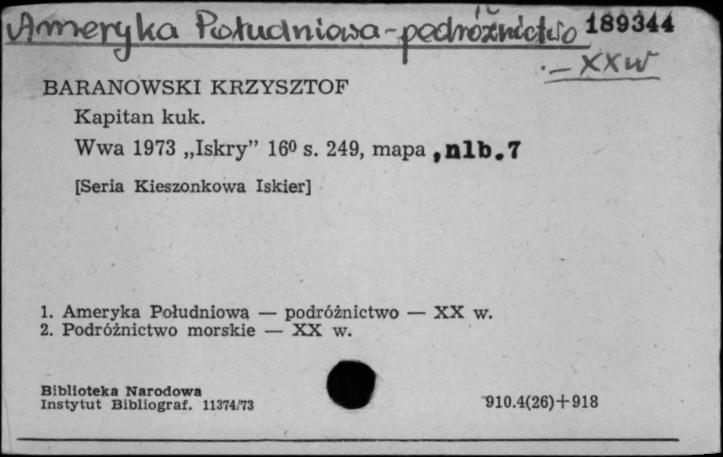 Ameryka Południowa - podróżnictwo 189344
. - XX w
BARANOWSKI KRZYSZTOF
Kapitan kuk.
Wwa 1973 „Iskry” 16º s. 249, mapa , nlb. 7
[Seria Kieszonkowa Iskier]
1. Ameryka Południowa — podróżnictwo — XX w.
2. Podróżnictwo morskie — XX w.
Biblioteka Narodowa
Instytut Bibliograf. 11374/73
910.4(26)+918